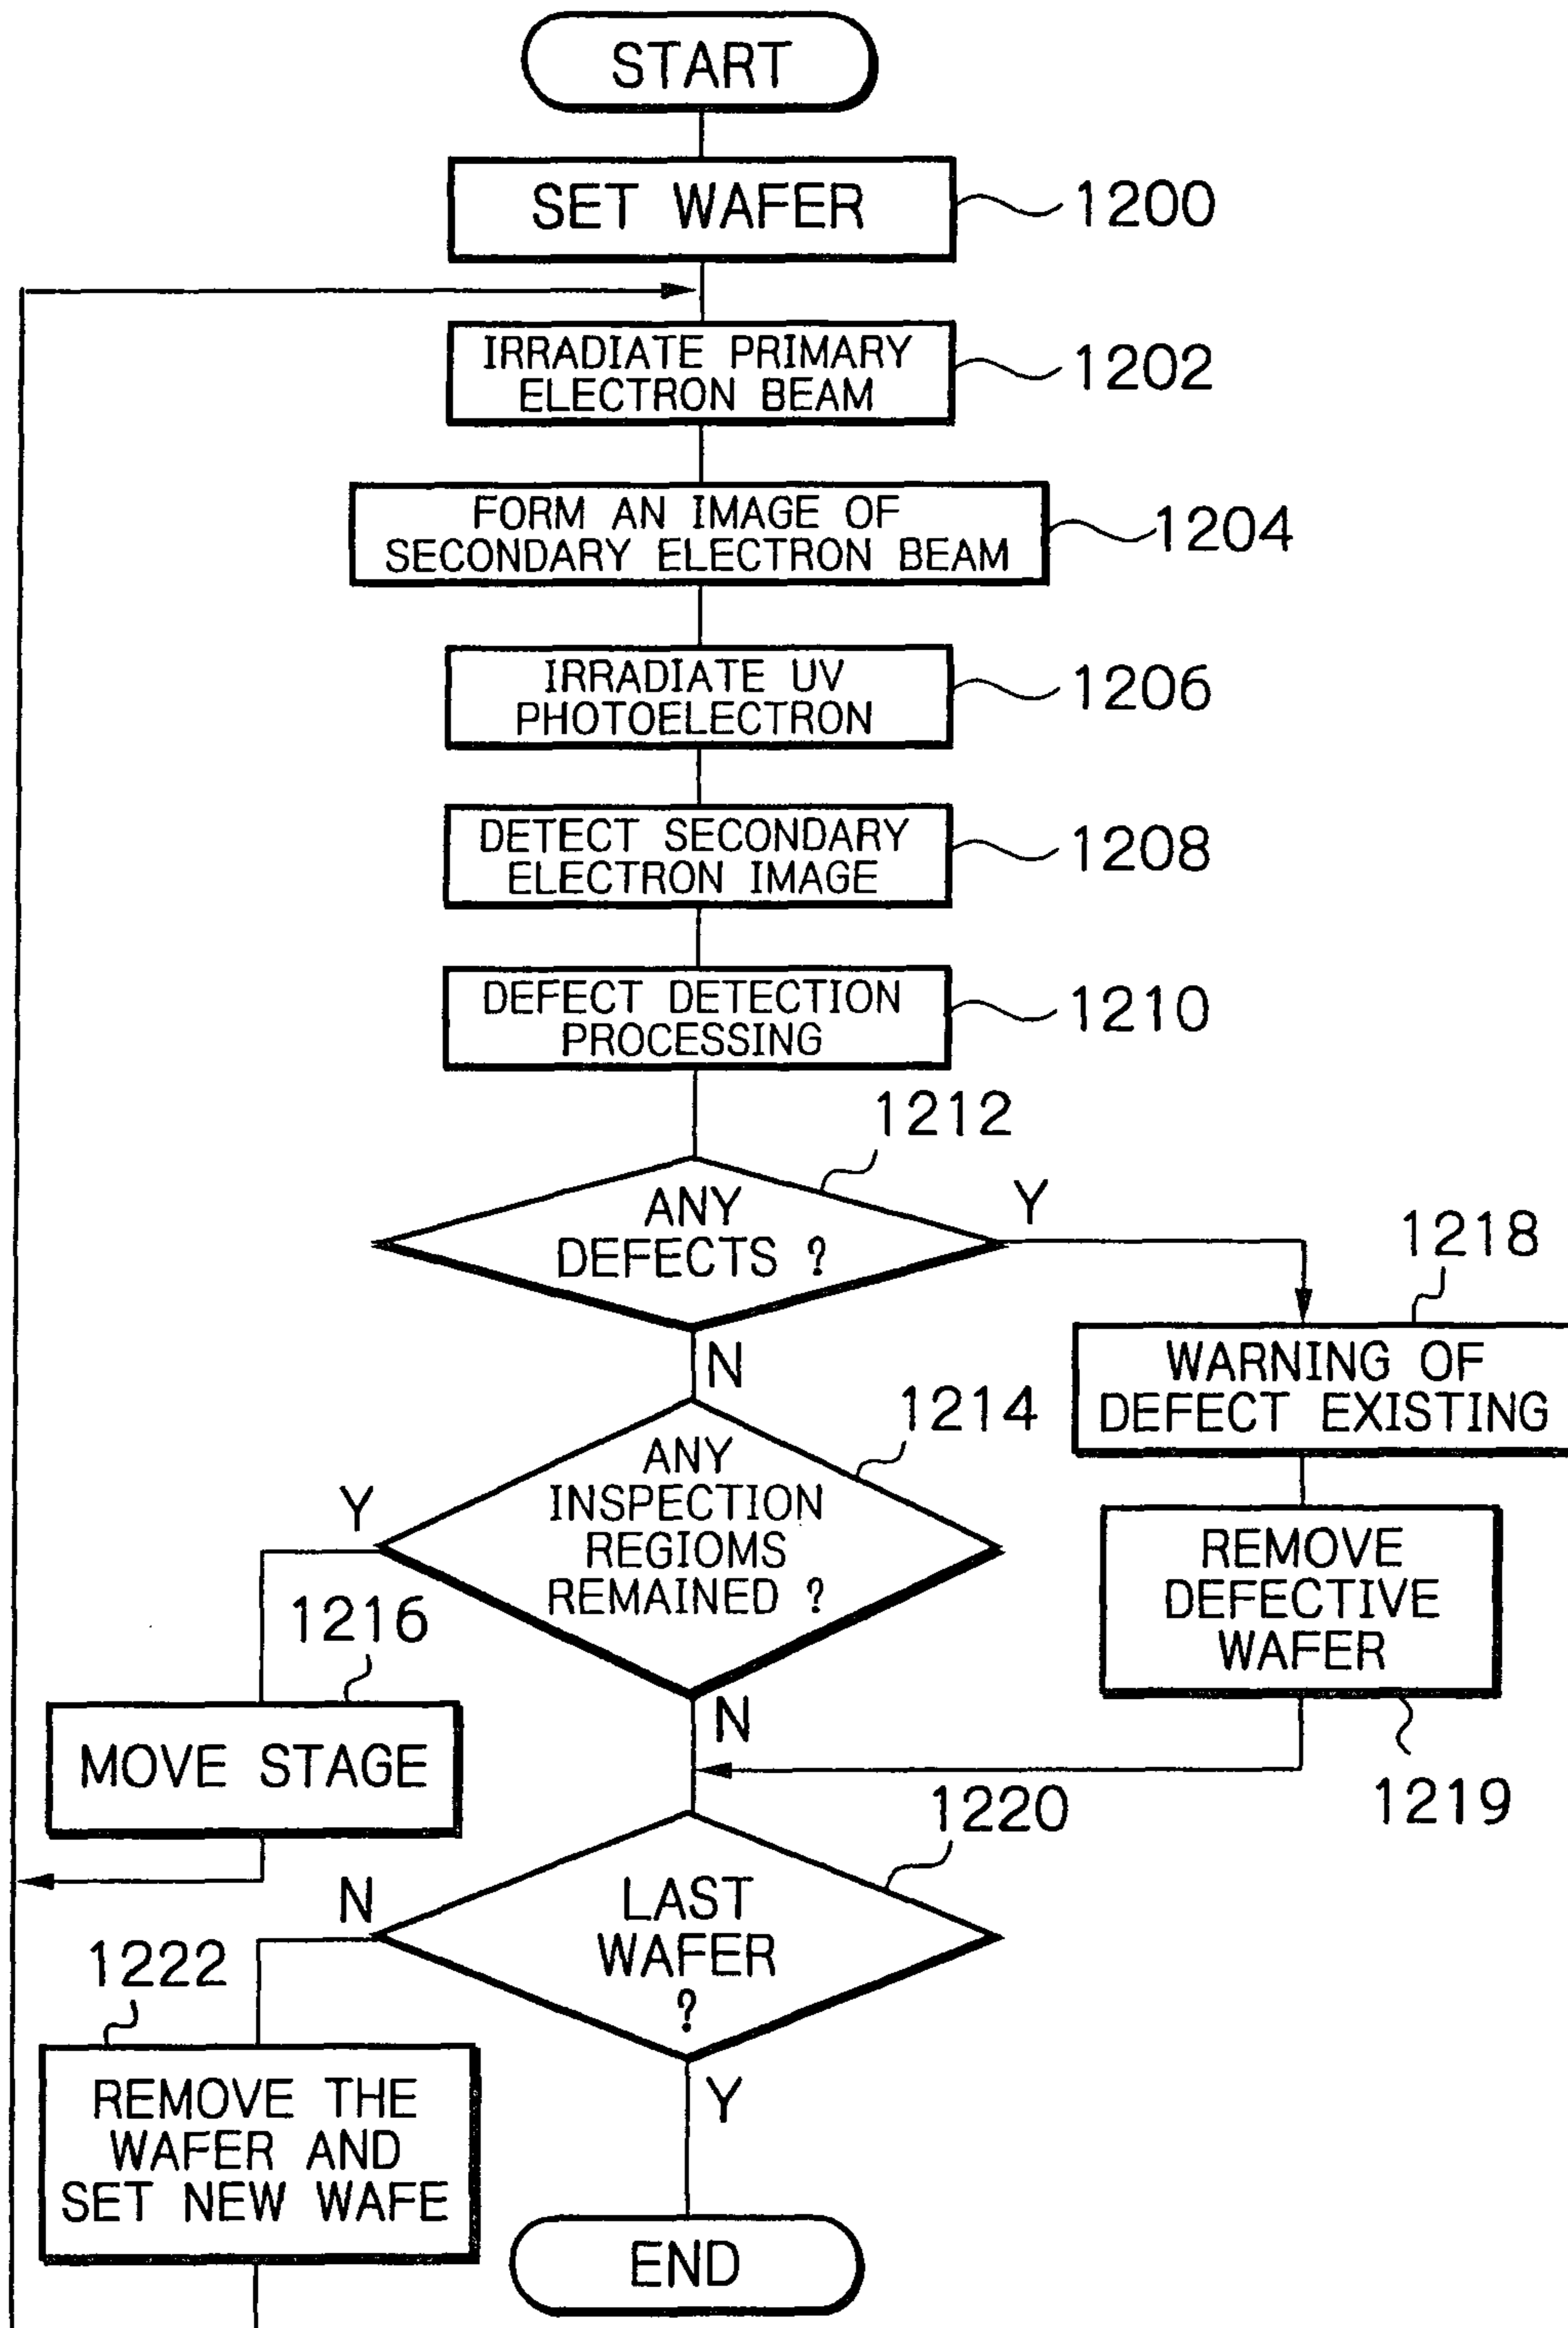 START
SET WAFER
1200
IRRADIATE PRIMARY
ELECTRON BEAM
1202
FORM AN IMAGE OF
SECONDARY ELECTRON BEAM
1204
IRRADIATE UV
PHOTOELECTRON
1206
DETECT SECONDARY
ELECTRON IMAGE
1208
DEFECT DETECTION
PROCESSING
1210
1212
ANY
DEFECTS ?
Y
N
1218
WARNING OF
DEFECT EXISTING
1214
ANY
INSPECTION
REGIOMS
REMAINED ?
Y
N
REMOVE
DEFECTIVE
WAFER
1219
1216
MOVE STAGE
1220
LAST
WAFER
?
N
Y
1222
REMOVE THE
WAFER AND
SET NEW WAFE
END